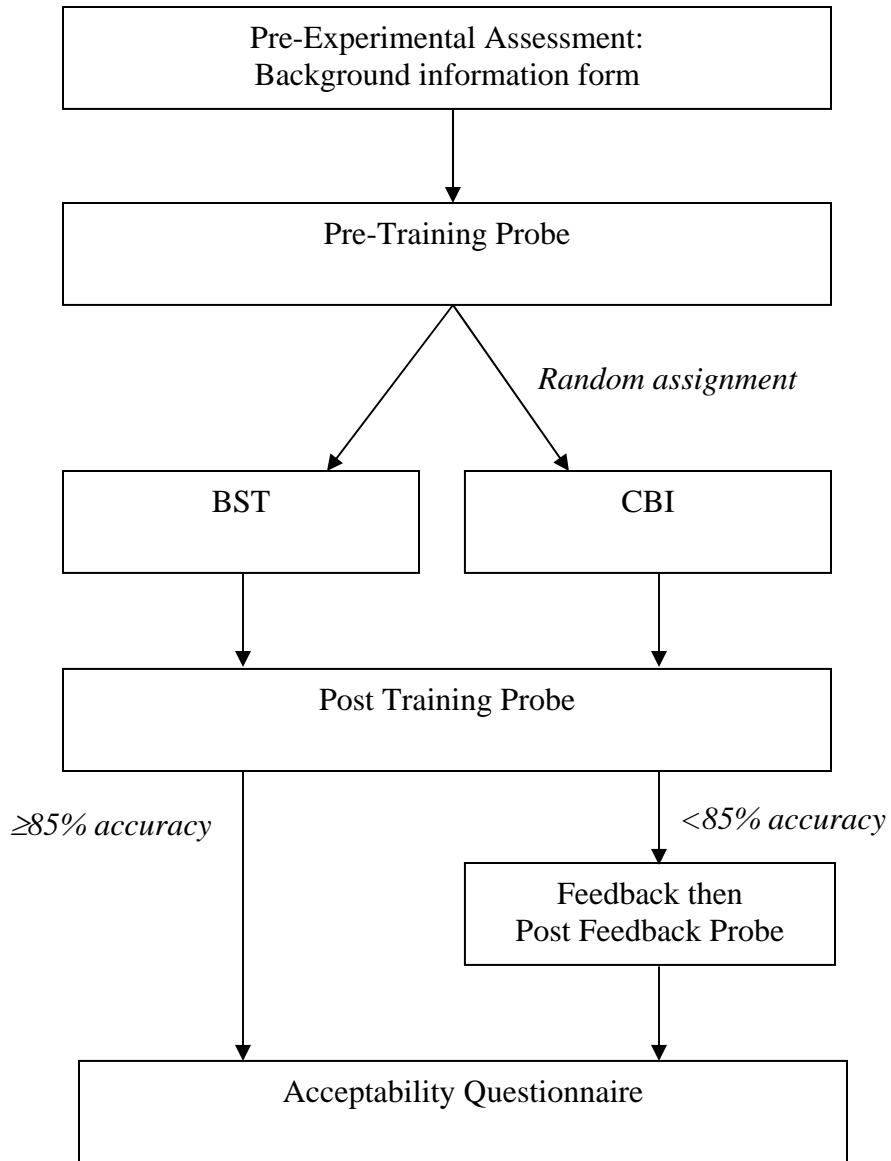 Pre-Experimental Assessment:
Background information form
Pre-Training Probe
Random assignment
BST
CBI
Post Training Probe
≥85% accuracy
<85% accuracy
Feedback then
Post Feedback Probe
Acceptability Questionnaire